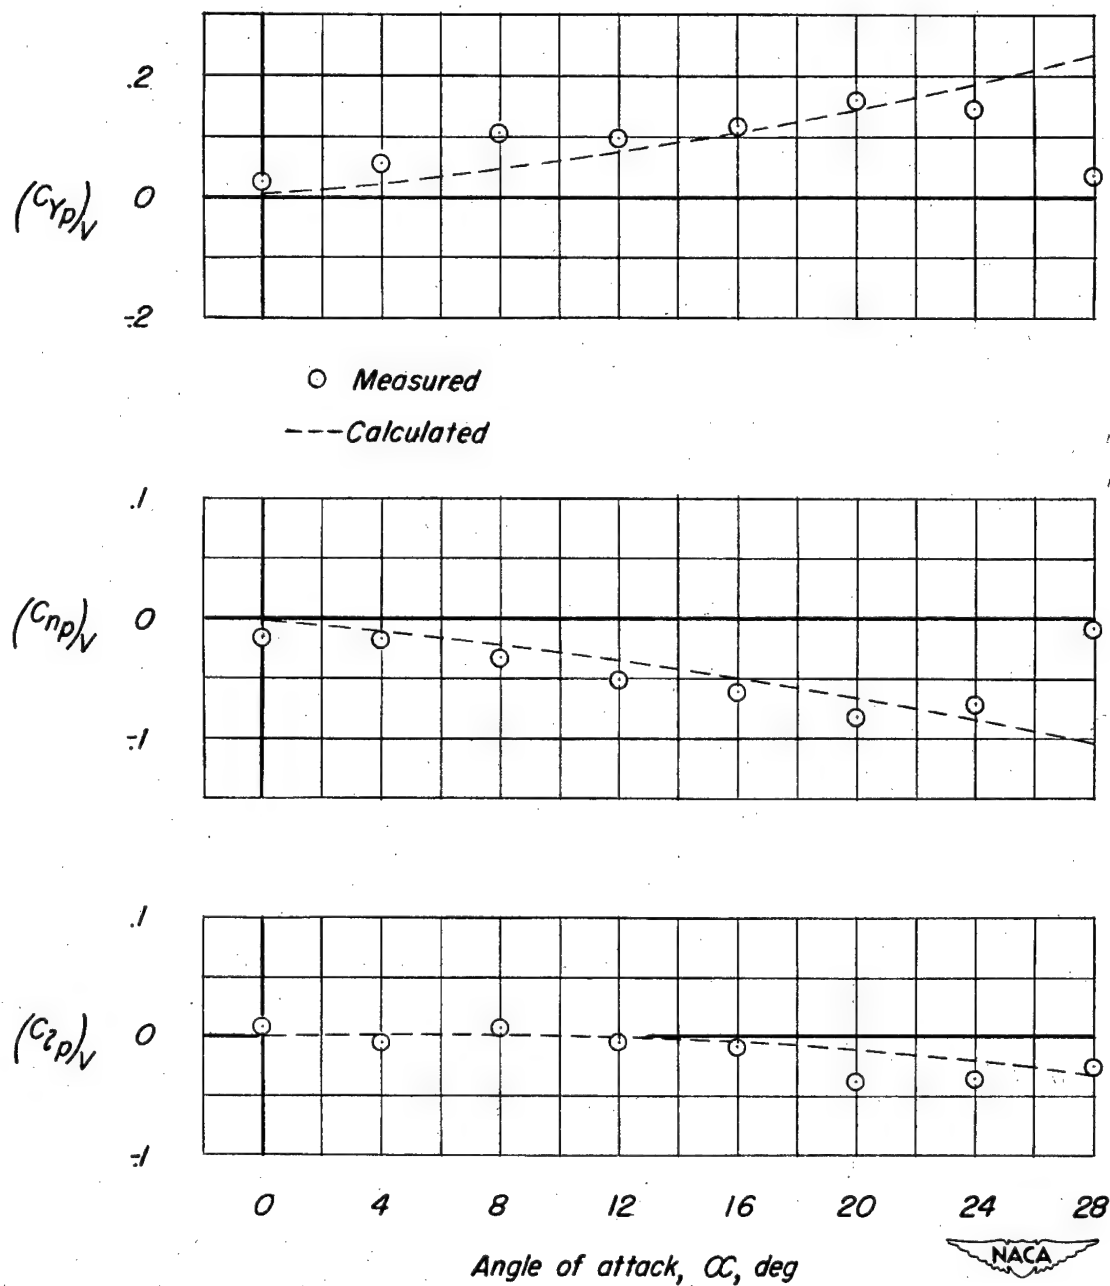 .2
(CYp)V 0
-.2
Measured
Calculated
.1
(Cnp)V 0
-.1
.1
(Clp)V 0
-.1
0 4 8 12 16 20 24 28
Angle of attack, α, deg
NACA